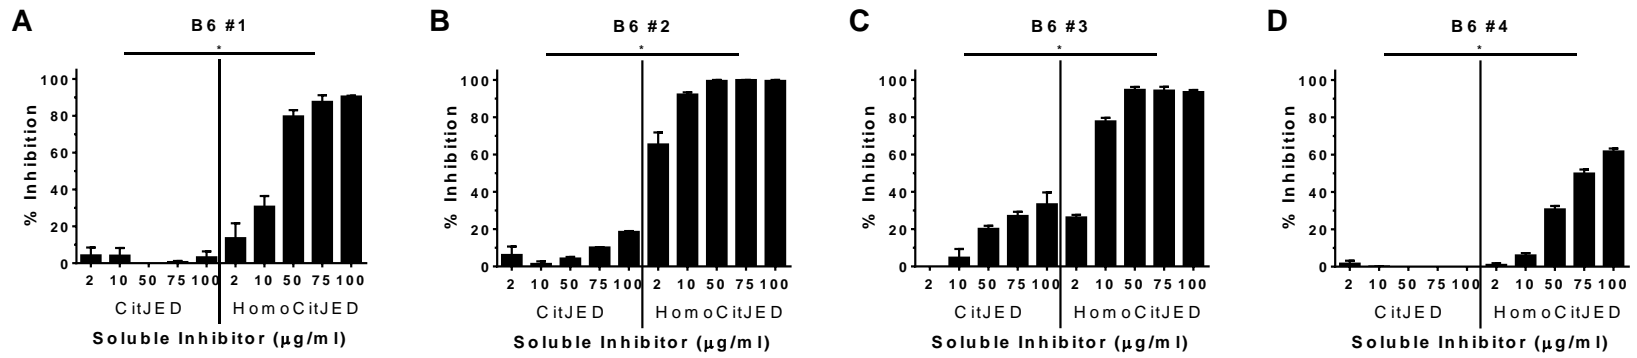 A
B6 #1
*
% Inhibition
100
80
60
40
20
0
2 10 50 75 100 2 10 50 75 100
CitJED HomoCitJED
Soluble Inhibitor (µg/ml)
B
B6 #2
*
% Inhibition
100
80
60
40
20
0
2 10 50 75 100 2 10 50 75 100
CitJED HomoCitJED
Soluble Inhibitor (µg/ml)
C
B6 #3
*
% Inhibition
100
80
60
40
20
0
2 10 50 75 100 2 10 50 75 100
CitJED HomoCitJED
Soluble Inhibitor (µg/ml)
D
B6 #4
*
% Inhibition
100
80
60
40
20
0
2 10 50 75 100 2 10 50 75 100
CitJED HomoCitJED
Soluble Inhibitor (µg/ml)